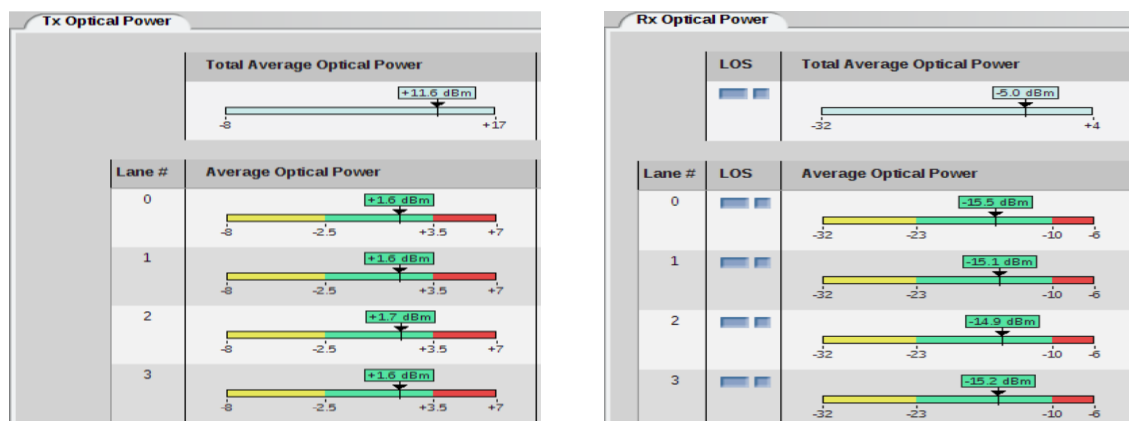 Tx Optical Power
Total Average Optical Power
+11.6 dBm
-8 +17
Lane # Average Optical Power
0 +1.6 dBm
-8 -2.5 +3.5 +7
1 +1.6 dBm
-8 -2.5 +3.5 +7
2 +1.7 dBm
-8 -2.5 +3.5 +7
3 +1.6 dBm
-8 -2.5 +3.5 +7
Rx Optical Power
LOS Total Average Optical Power
-5.0 dBm
-32 +4
Lane # LOS Average Optical Power
0 -15.5 dBm
-32 -23 -10 -6
1 -15.1 dBm
-32 -23 -10 -6
2 -14.9 dBm
-32 -23 -10 -6
3 -15.2 dBm
-32 -23 -10 -6